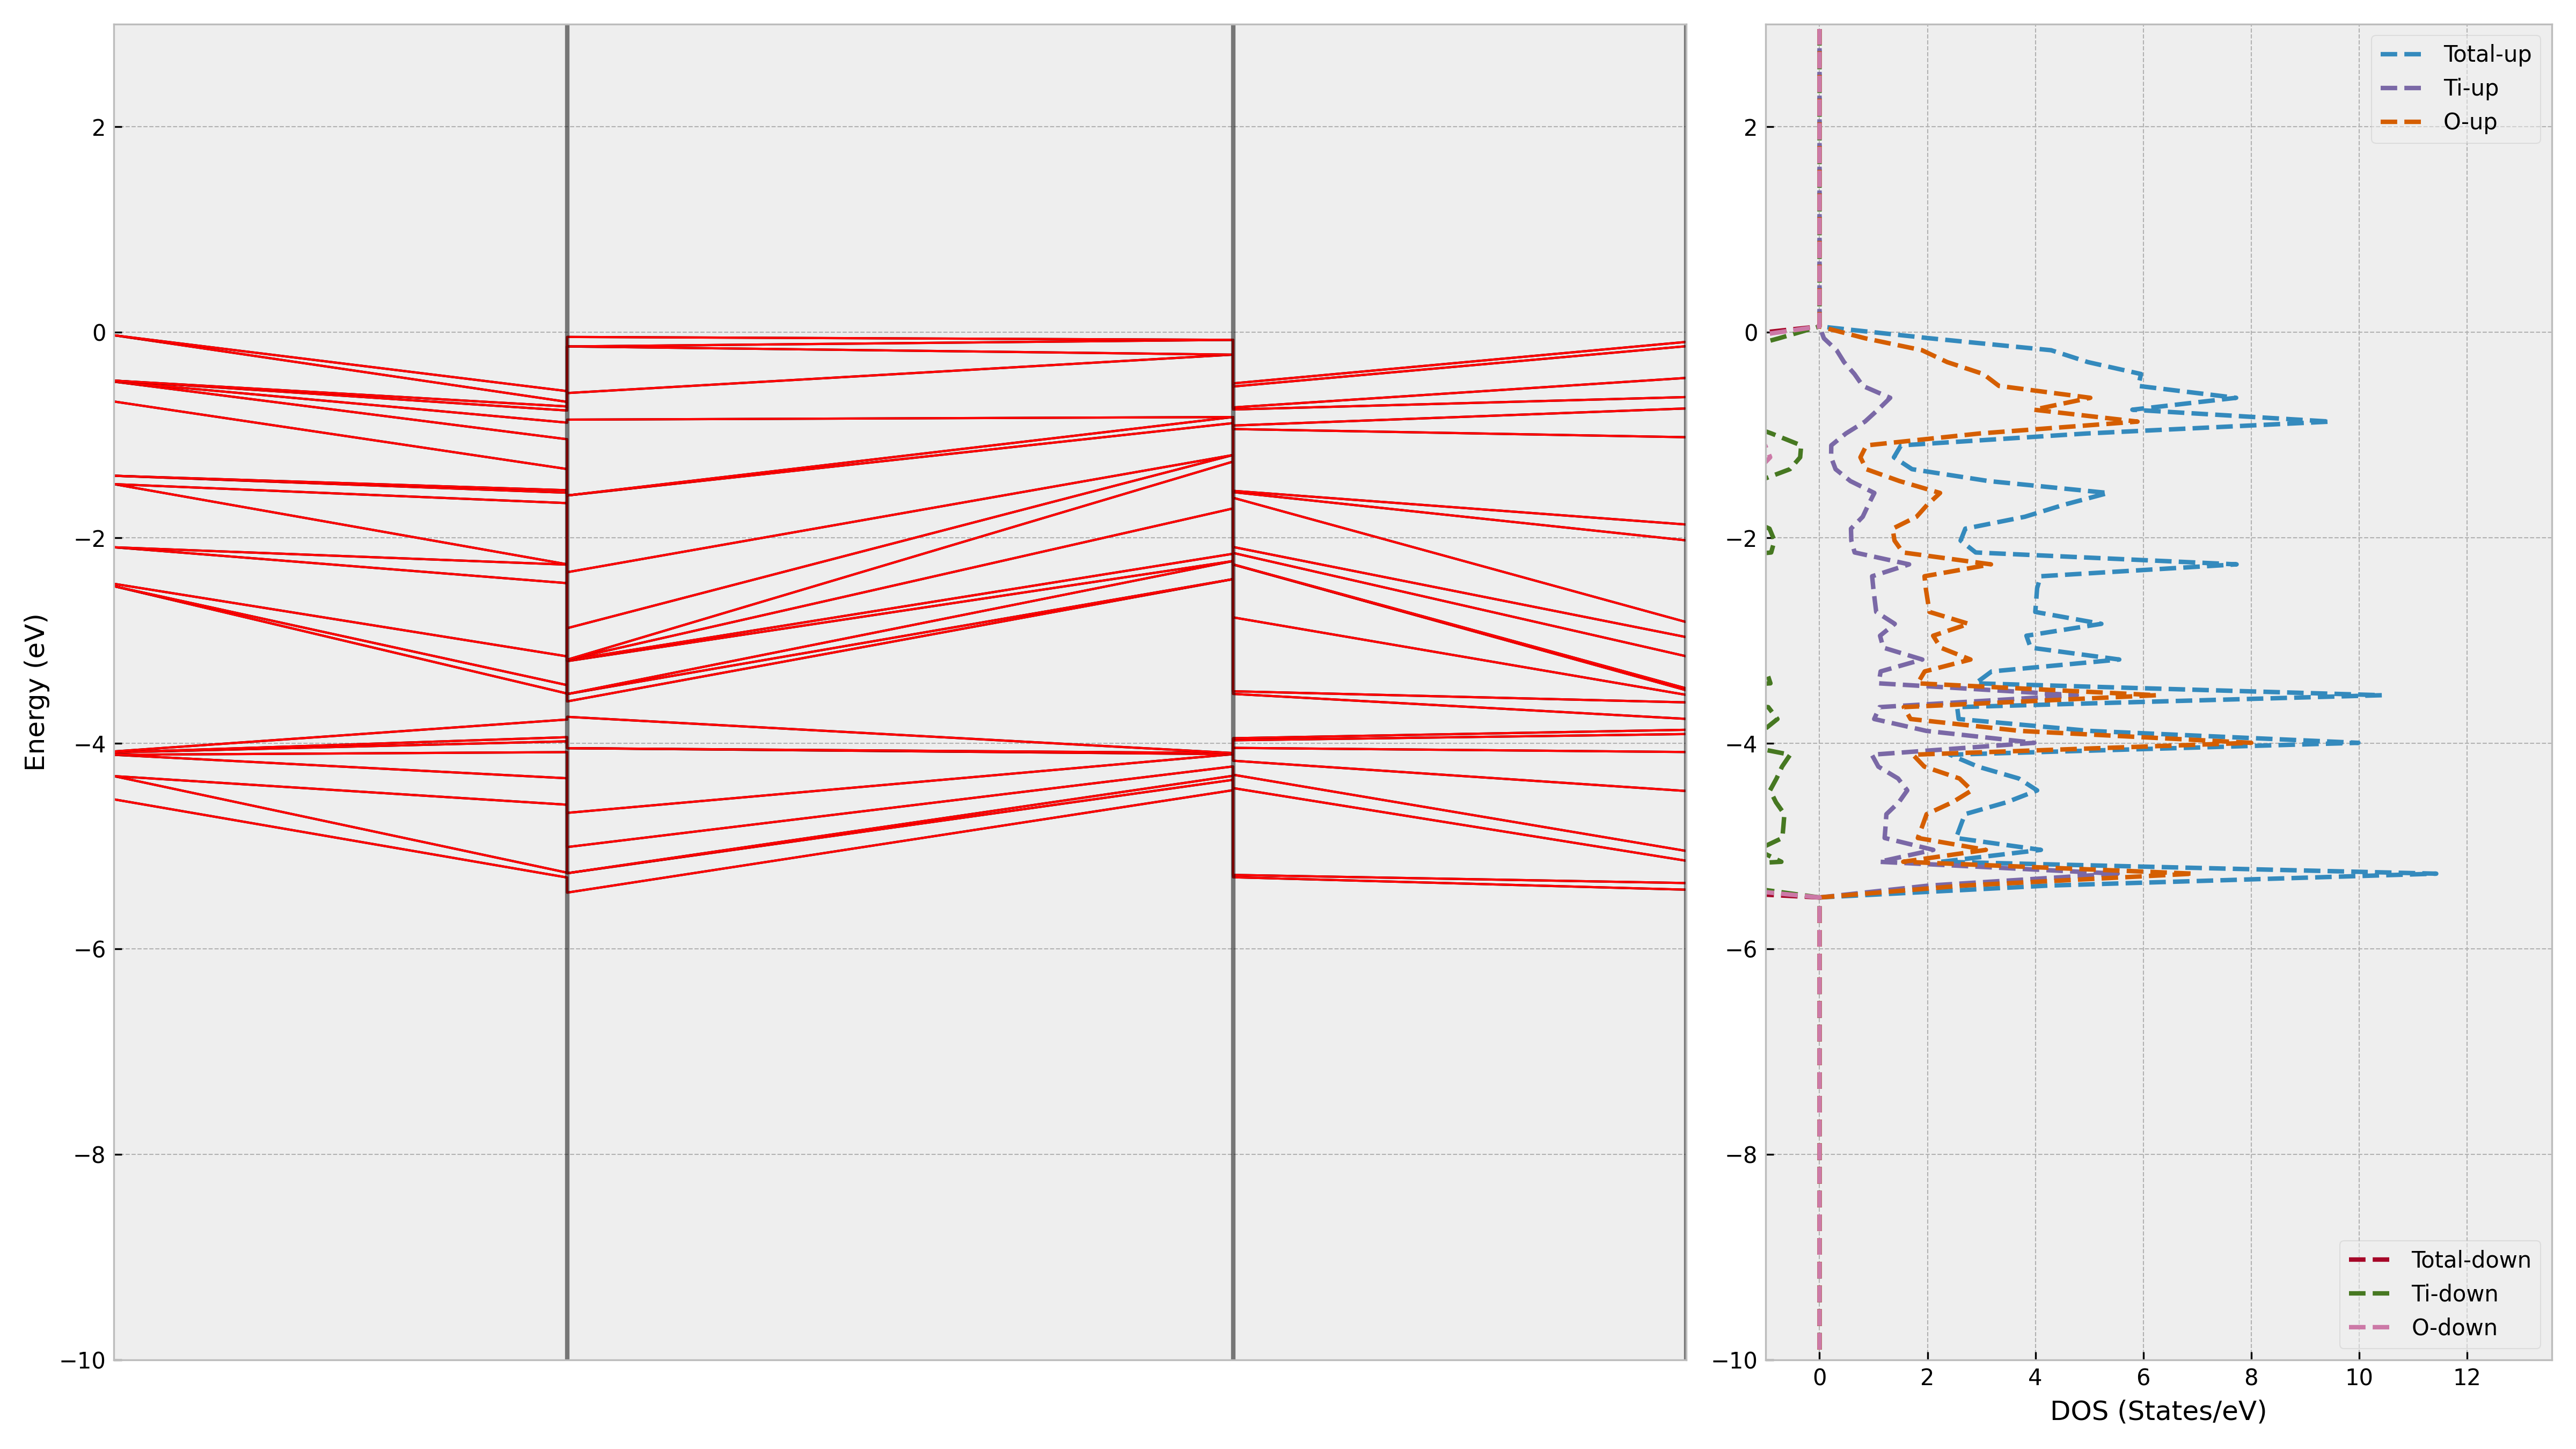 Energy (eV)
2
0
−2
−4
−6
−8
−10
2
0
−2
−4
−6
−8
−10
Total-up
Ti-up
O-up
Total-down
Ti-down
O-down
0 2 4 6 8 10 12
DOS (States/eV)